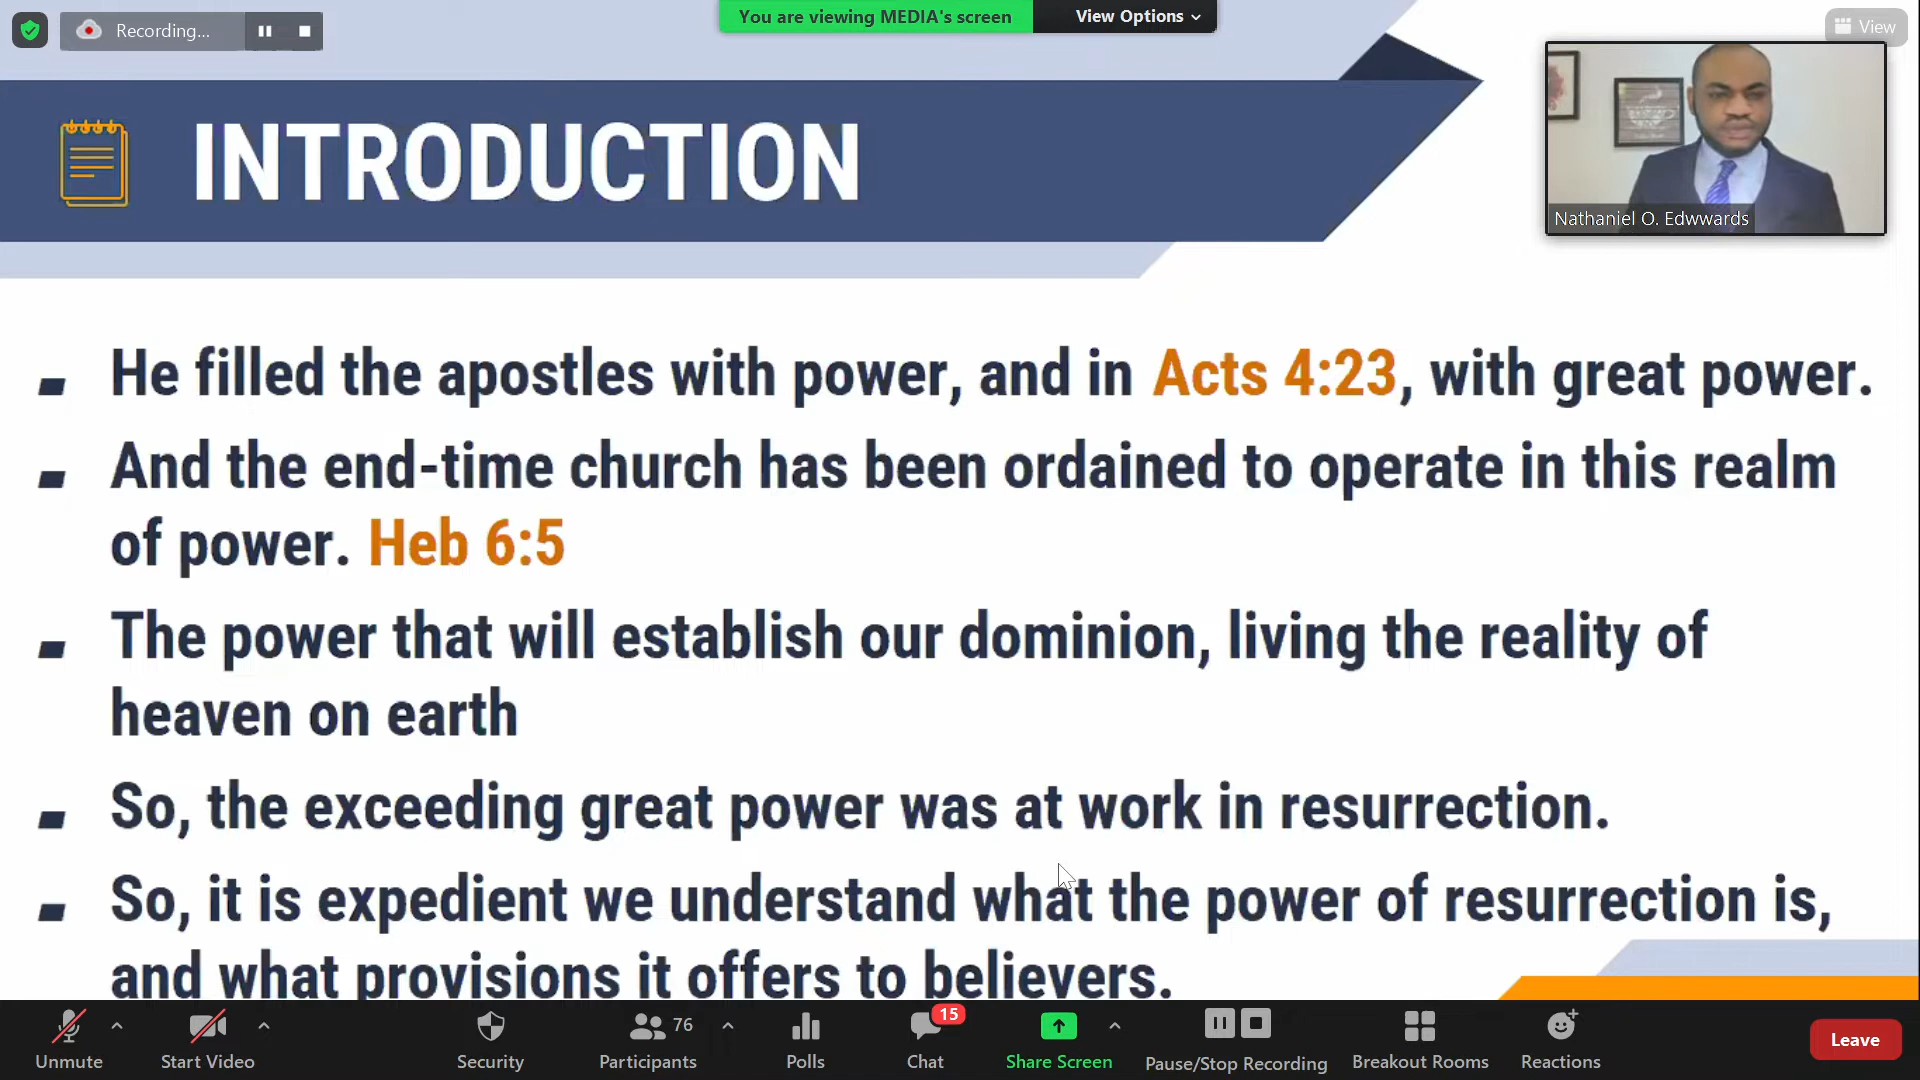 Recording...
You are viewing MEDIA's screen
View Options
View
INTRODUCTION
Nathaniel O. Edwwards
He filled the apostles with power, and in Acts 4:23, with great power.
And the end-time church has been ordained to operate in this realm
of power. Heb 6:5
The power that will establish our dominion, living the reality of
heaven on earth
So, the exceeding great power was at work in resurrection.
So, it is expedient we understand what the power of resurrection is,
and what provisions it offers to believers.
76
15
Unmute
Start Video
Security
Participants
Polls
Chat
Share Screen
Pause/Stop Recording
Breakout Rooms
Reactions
Leave